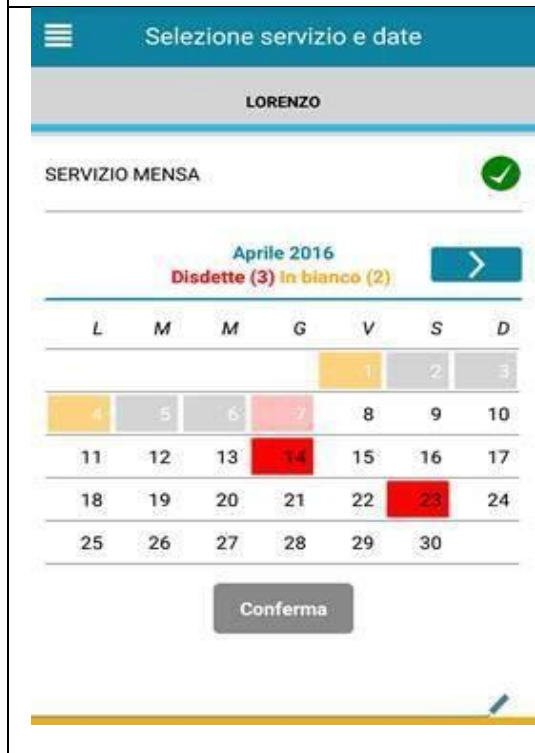 Selezione servizio e date
LORENZO
SERVIZIO MENSA
Aprile 2016
Disdette (3) In bianco (2)
L M M G V S D
1 2 3
4 5 6 7 8 9 10
11 12 13 14 15 16 17
18 19 20 21 22 23 24
25 26 27 28 29 30
Conferma